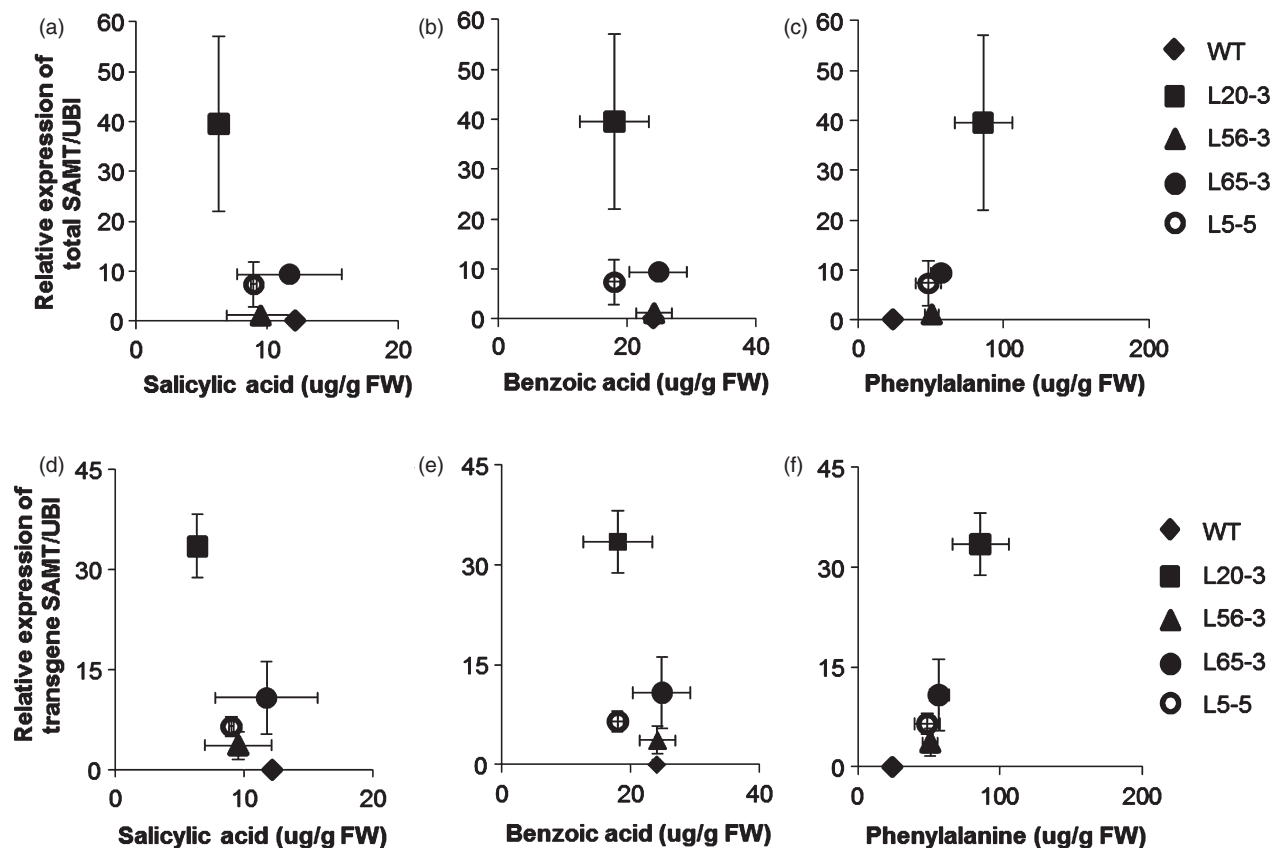 (a)
60
50
40
30
20
10
0
0 10 20
Relative expression of
total SAMT/UBI
Salicylic acid (ug/g FW)
(b)
60
50
40
30
20
10
0
0 20 40
Benzoic acid (ug/g FW)
(c)
60
50
40
30
20
10
0
0 100 200
Phenylalanine (ug/g FW)
WT
L20-3
L56-3
L65-3
L5-5
(d)
45
30
15
0
0 10 20
Relative expression of
transgene SAMT/UBI
Salicylic acid (ug/g FW)
(e)
45
30
15
0
0 20 40
Benzoic acid (ug/g FW)
(f)
45
30
15
0
0 100 200
Phenylalanine (ug/g FW)
WT
L20-3
L56-3
L65-3
L5-5